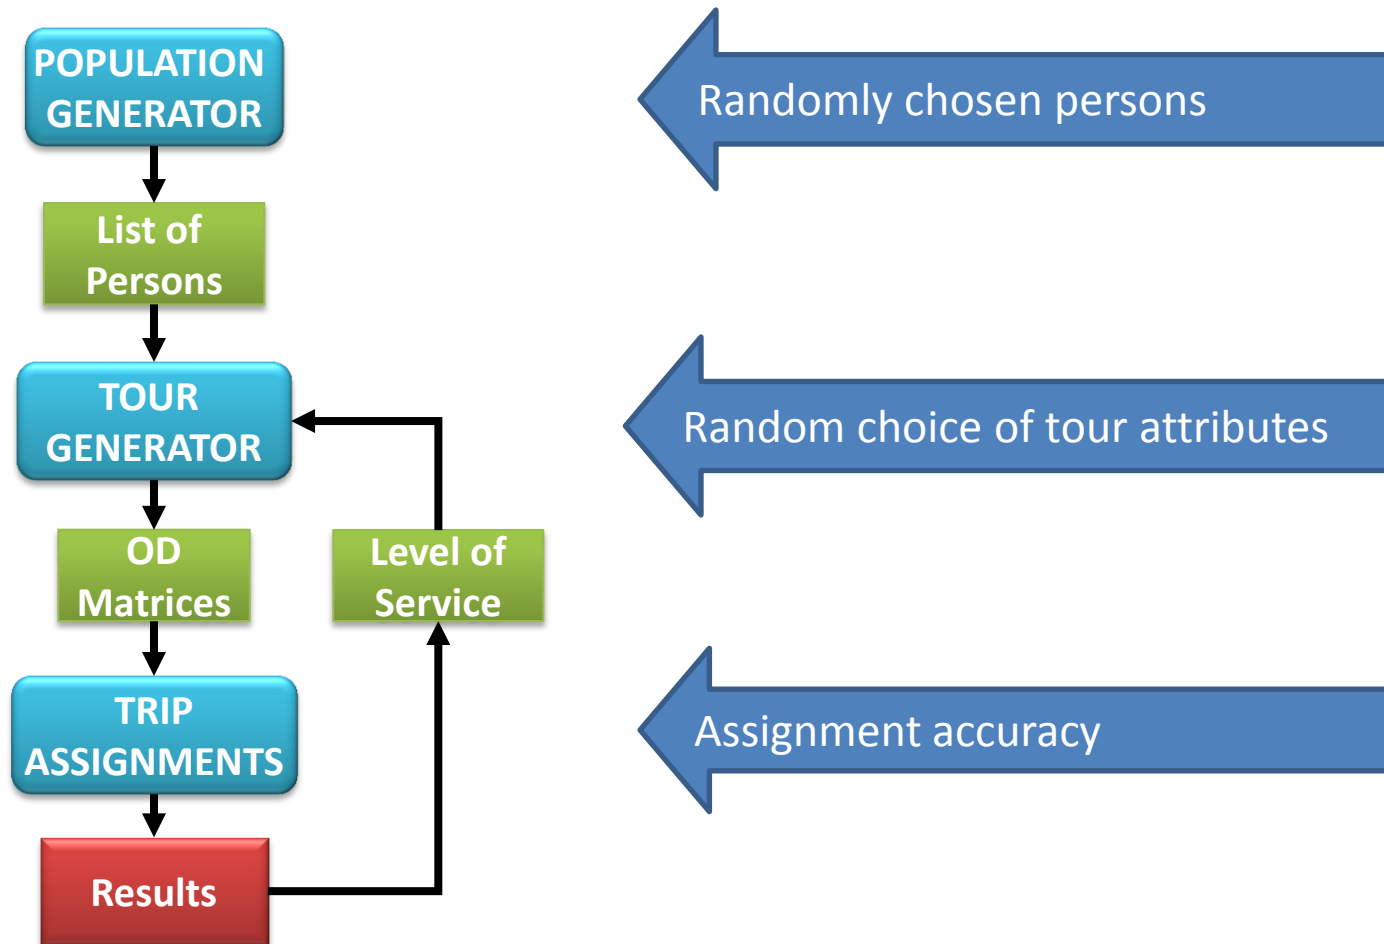 POPULATION
GENERATOR
Randomly chosen persons
List of
Persons
TOUR
GENERATOR
Random choice of tour attributes
OD
Matrices
Level of
Service
TRIP
ASSIGNMENTS
Assignment accuracy
Results